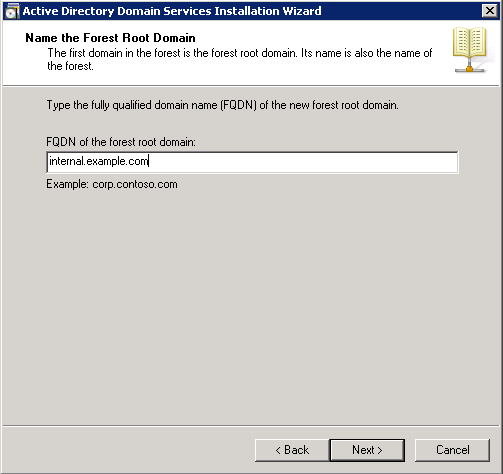 Active Directory Domain Services Installation Wizard
Name the Forest Root Domain
The first domain in the forest is the forest root domain. Its name is also the name of
the forest.
Type the fully qualified domain name (FQDN) of the new forest root domain.
FQDN of the forest root domain:
internal.example.com
Example: corp.contoso.com
< Back
Next >
Cancel